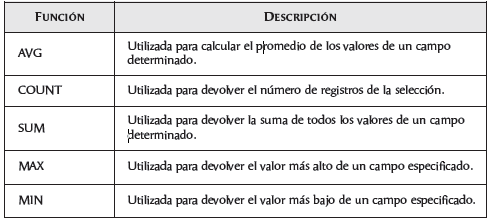 FUNCIÓN DESCRIPCIÓN
AVG Utilizada para calcular el promedio de los valores de un campo
determinado.
COUNT Utilizada para devolver el número de registros de la selección.
SUM Utilizada para devolver la suma de todos los valores de un campo
determinado.
MAX Utilizada para devolver el valor más alto de un campo especificado.
MIN Utilizada para devolver el valor más bajo de un campo especificado.